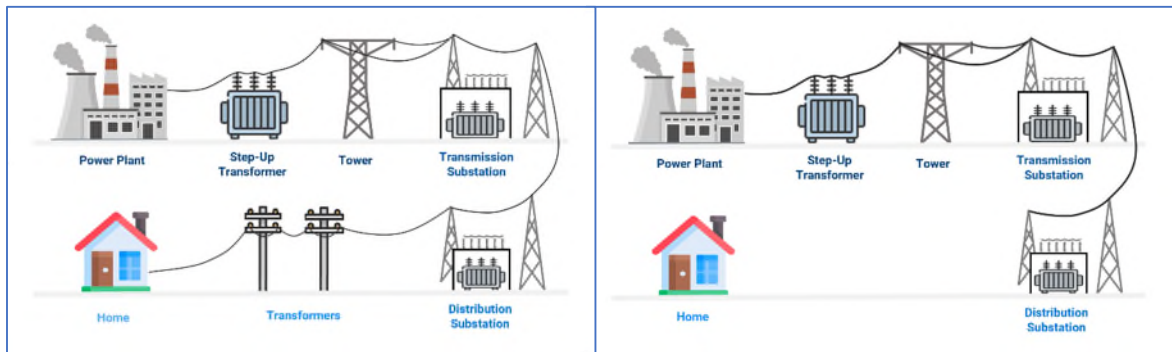 Power Plant
Step-Up
Transformer
Tower
Transmission
Substation
Home
Transformers
Distribution
Substation
Power Plant
Step-Up
Transformer
Tower
Transmission
Substation
Home
Distribution
Substation